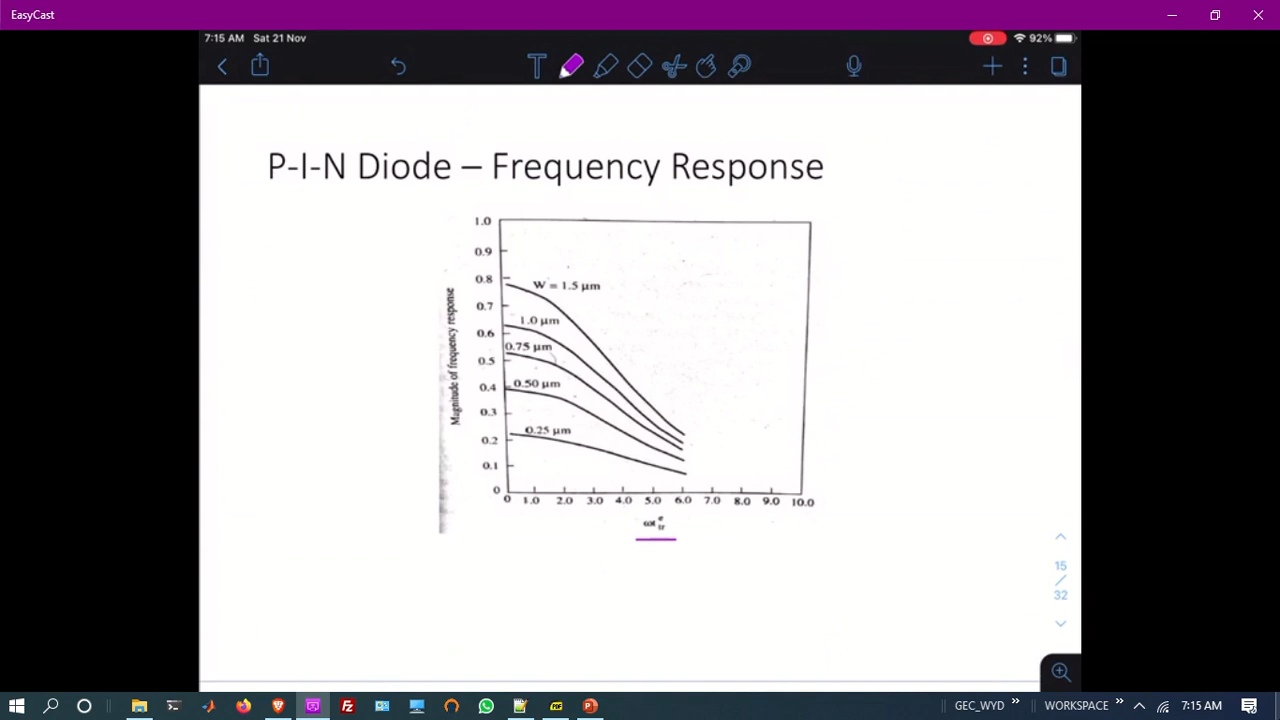 EasyCast
7:15 AM Sat 21 Nov
92%
P-I-N Diode – Frequency Response
1.0
0.9
0.8
0.7
0.6
0.5
0.4
0.3
0.2
0.1
0
Magnitude of frequency response
W = 1.5 μm
1.0 μm
0.75 μm
0.50 μm
0.25 μm
0 1.0 2.0 3.0 4.0 5.0 6.0 7.0 8.0 9.0 10.0
ωt e tr
15
/
32
GEC_WYD » WORKSPACE » 7:15 AM